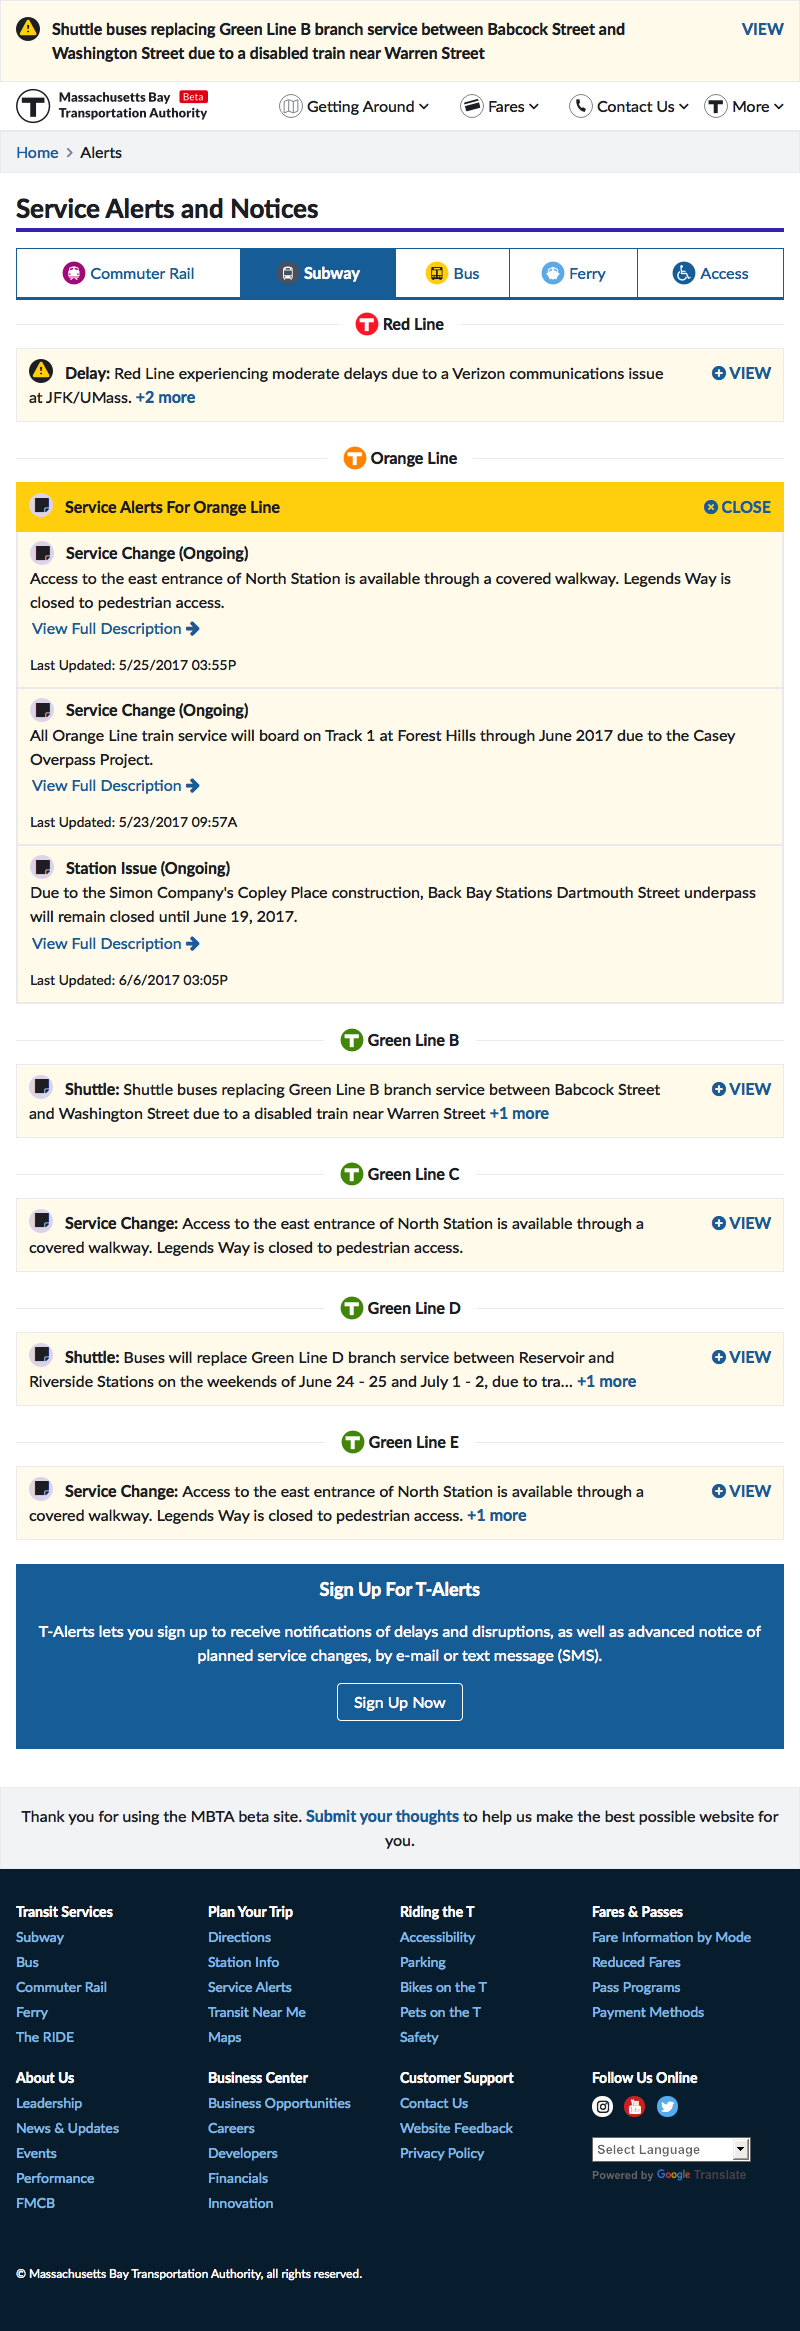 Shuttle buses replacing Green Line B branch service between Babcock Street and
Washington Street due to a disabled train near Warren Street
VIEW
Massachusetts Bay Beta
Transportation Authority
Getting Around
Fares
Contact Us
More
Home > Alerts
Service Alerts and Notices
Commuter Rail
Subway
Bus
Ferry
Access
Red Line
Delay: Red Line experiencing moderate delays due to a Verizon communications issue
at JFK/UMass. +2 more
VIEW
Orange Line
Service Alerts For Orange Line
CLOSE
Service Change (Ongoing)
Access to the east entrance of North Station is available through a covered walkway. Legends Way is
closed to pedestrian access.
View Full Description
Last Updated: 5/25/2017 03:55P
Service Change (Ongoing)
All Orange Line train service will board on Track 1 at Forest Hills through June 2017 due to the Casey
Overpass Project.
View Full Description
Last Updated: 5/23/2017 09:57A
Station Issue (Ongoing)
Due to the Simon Company's Copley Place construction, Back Bay Stations Dartmouth Street underpass
will remain closed until June 19, 2017.
View Full Description
Last Updated: 6/6/2017 03:05P
Green Line B
Shuttle: Shuttle buses replacing Green Line B branch service between Babcock Street
and Washington Street due to a disabled train near Warren Street +1 more
VIEW
Green Line C
Service Change: Access to the east entrance of North Station is available through a
covered walkway. Legends Way is closed to pedestrian access.
VIEW
Green Line D
Shuttle: Buses will replace Green Line D branch service between Reservoir and
Riverside Stations on the weekends of June 24 - 25 and July 1 - 2, due to tra... +1 more
VIEW
Green Line E
Service Change: Access to the east entrance of North Station is available through a
covered walkway. Legends Way is closed to pedestrian access. +1 more
VIEW
Sign Up For T-Alerts
T-Alerts lets you sign up to receive notifications of delays and disruptions, as well as advanced notice of
planned service changes, by e-mail or text message (SMS).
Sign Up Now
Thank you for using the MBTA beta site. Submit your thoughts to help us make the best possible website for
you.
Transit Services
Subway
Bus
Commuter Rail
Ferry
The RIDE
Plan Your Trip
Directions
Station Info
Service Alerts
Transit Near Me
Maps
Riding the T
Accessibility
Parking
Bikes on the T
Pets on the T
Safety
Fares & Passes
Fare Information by Mode
Reduced Fares
Pass Programs
Payment Methods
About Us
Leadership
News & Updates
Events
Performance
FMCB
Business Center
Business Opportunities
Careers
Developers
Financials
Innovation
Customer Support
Contact Us
Website Feedback
Privacy Policy
Follow Us Online
Select Language
Powered by Google Translate
© Massachusetts Bay Transportation Authority, all rights reserved.